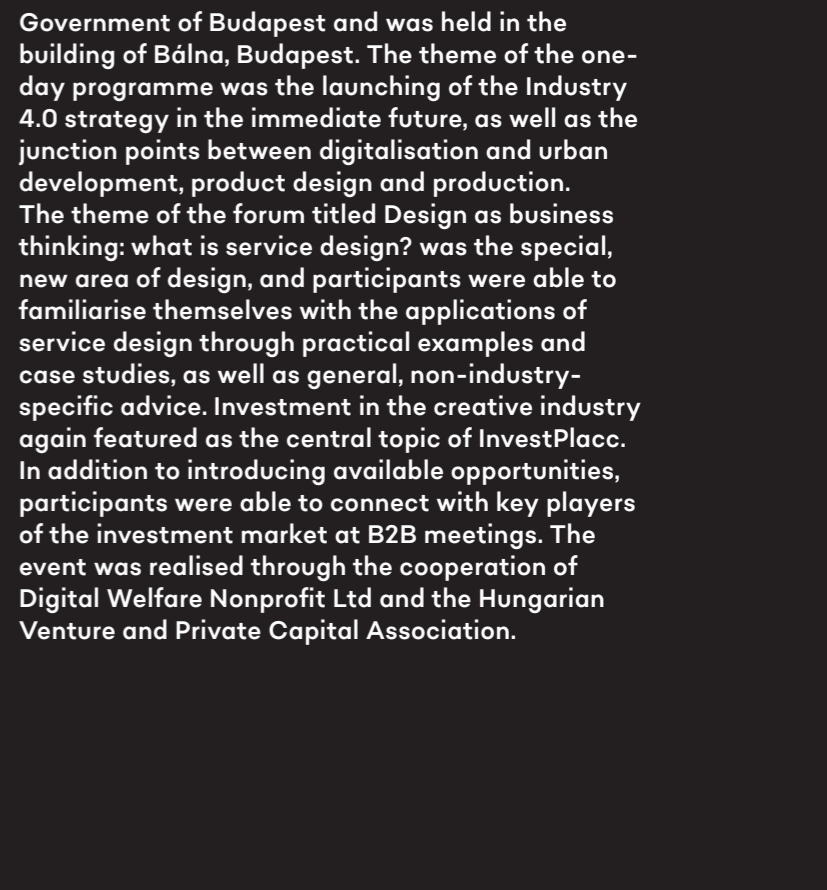 Government of Budapest and was held in the
building of Bálna, Budapest. The theme of the one-
day programme was the launching of the Industry
4.0 strategy in the immediate future, as well as the
junction points between digitalisation and urban
development, product design and production.
The theme of the forum titled Design as business
thinking: what is service design? was the special,
new area of design, and participants were able to
familiarise themselves with the applications of
service design through practical examples and
case studies, as well as general, non-industry-
specific advice. Investment in the creative industry
again featured as the central topic of InvestPlacc.
In addition to introducing available opportunities,
participants were able to connect with key players
of the investment market at B2B meetings. The
event was realised through the cooperation of
Digital Welfare Nonprofit Ltd and the Hungarian
Venture and Private Capital Association.